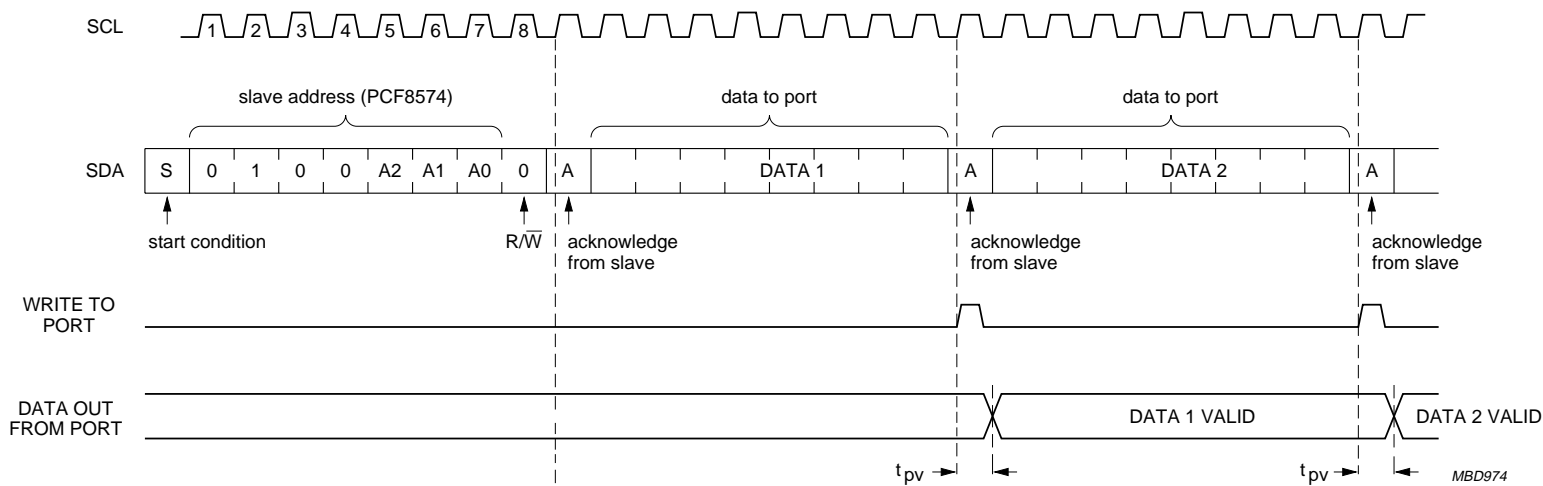 SCL
1 2 3 4 5 6 7 8
slave address (PCF8574) data to port data to port
SDA S 0 1 0 0 A2 A1 A0 0 A DATA 1 A DATA 2 A
start condition R/W̅ acknowledge acknowledge acknowledge
from slave from slave from slave
WRITE TO
PORT
DATA OUT
FROM PORT
DATA 1 VALID DATA 2 VALID
tpv tpv MBD974